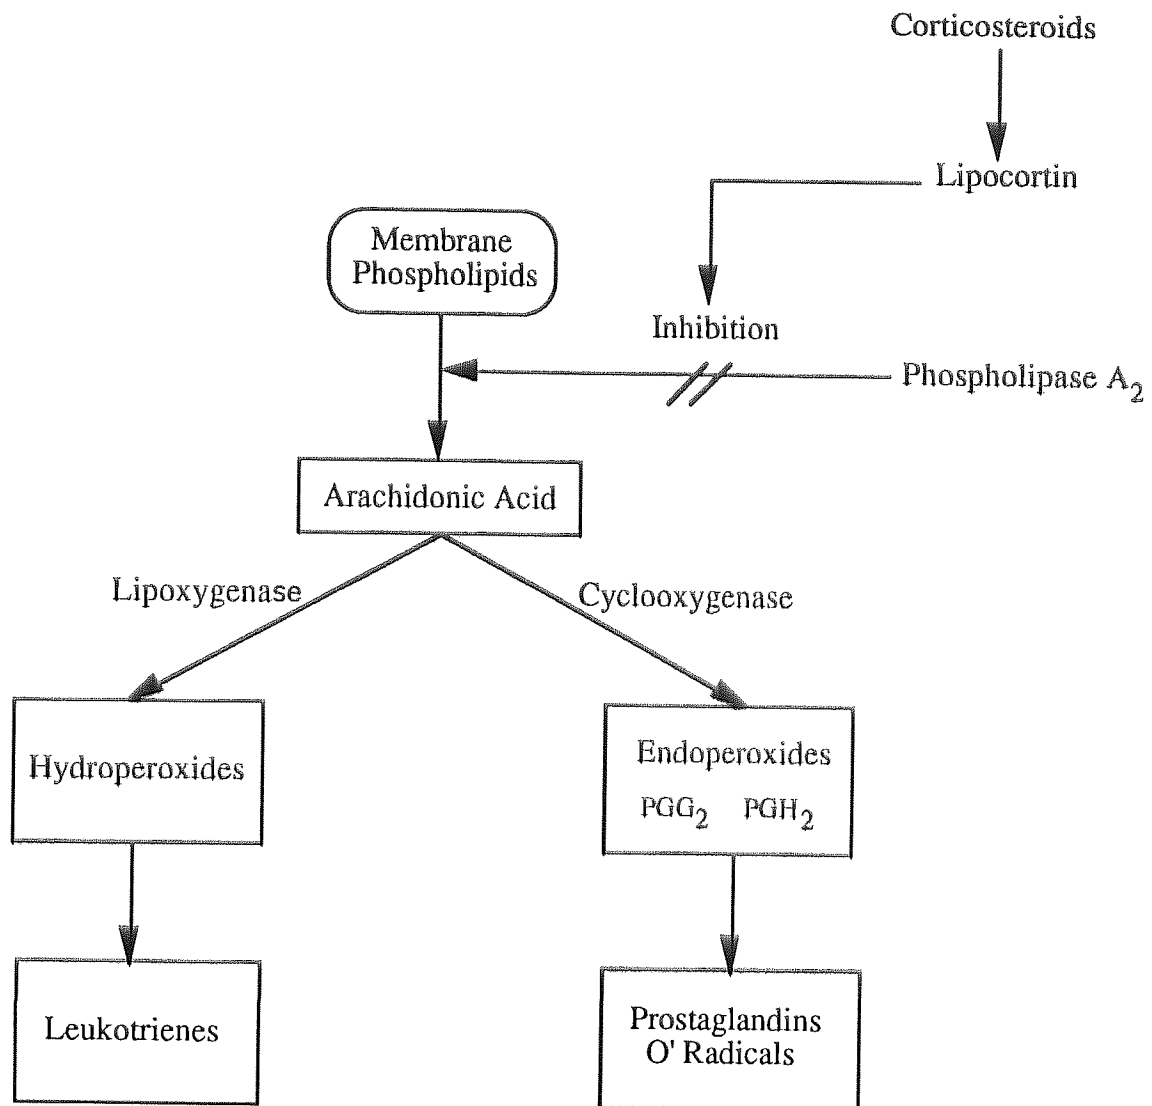 Corticosteroids
Lipocortin
Membrane
Phospholipids
Inhibition
Phospholipase A2
Arachidonic Acid
Lipoxygenase
Cyclooxygenase
Hydroperoxides
Endoperoxides
PGG2 PGH2
Leukotrienes
Prostaglandins
O' Radicals